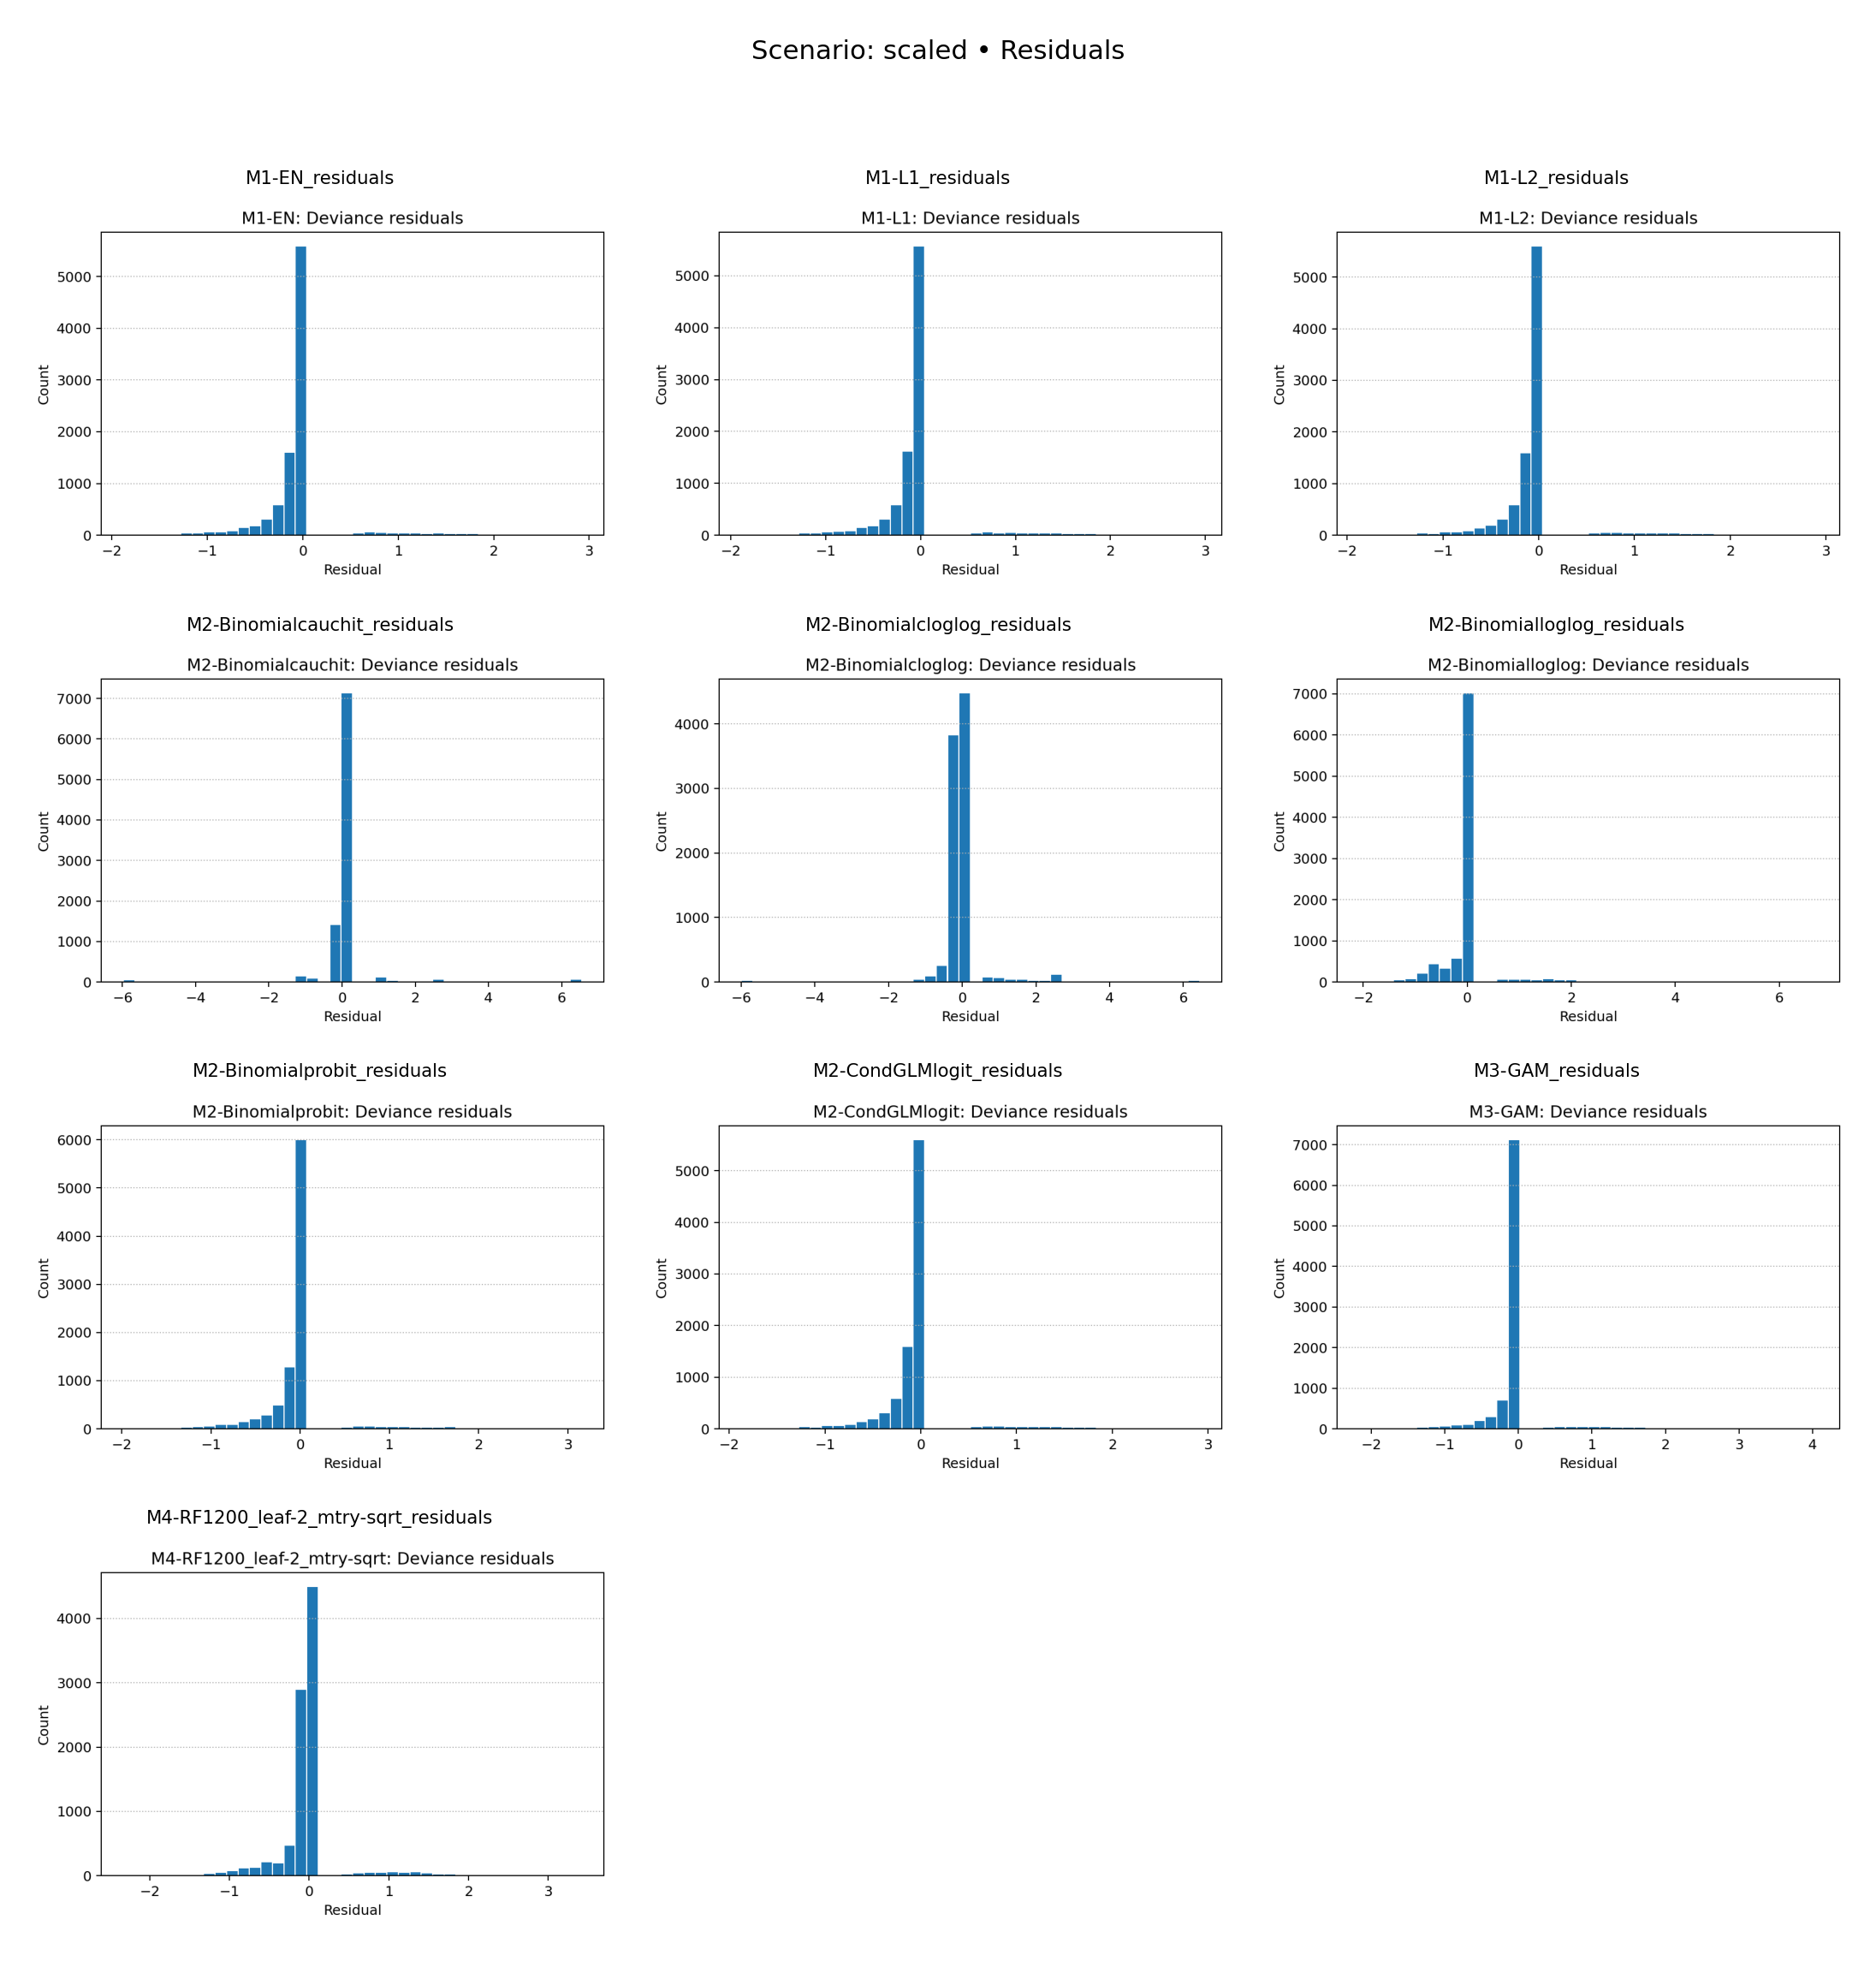 Scenario: scaled • Residuals
M1-EN_residuals
M1-EN: Deviance residuals
Count
5000
4000
3000
2000
1000
0
−2 −1 0 1 2 3
Residual
M1-L1_residuals
M1-L1: Deviance residuals
Count
5000
4000
3000
2000
1000
0
−2 −1 0 1 2 3
Residual
M1-L2_residuals
M1-L2: Deviance residuals
Count
5000
4000
3000
2000
1000
0
−2 −1 0 1 2 3
Residual
M2-Binomialcauchit_residuals
M2-Binomialcauchit: Deviance residuals
Count
7000
6000
5000
4000
3000
2000
1000
0
−6 −4 −2 0 2 4 6
Residual
M2-Binomialcloglog_residuals
M2-Binomialcloglog: Deviance residuals
Count
4000
3000
2000
1000
0
−6 −4 −2 0 2 4 6
Residual
M2-Binomialloglog_residuals
M2-Binomialloglog: Deviance residuals
Count
7000
6000
5000
4000
3000
2000
1000
0
−2 0 2 4 6
Residual
M2-Binomialprobit_residuals
M2-Binomialprobit: Deviance residuals
Count
6000
5000
4000
3000
2000
1000
0
−2 −1 0 1 2 3
Residual
M2-CondGLMlogit_residuals
M2-CondGLMlogit: Deviance residuals
Count
5000
4000
3000
2000
1000
0
−2 −1 0 1 2 3
Residual
M3-GAM_residuals
M3-GAM: Deviance residuals
Count
7000
6000
5000
4000
3000
2000
1000
0
−2 −1 0 1 2 3 4
Residual
M4-RF1200_leaf-2_mtry-sqrt_residuals
M4-RF1200_leaf-2_mtry-sqrt: Deviance residuals
Count
4000
3000
2000
1000
0
−2 −1 0 1 2 3
Residual